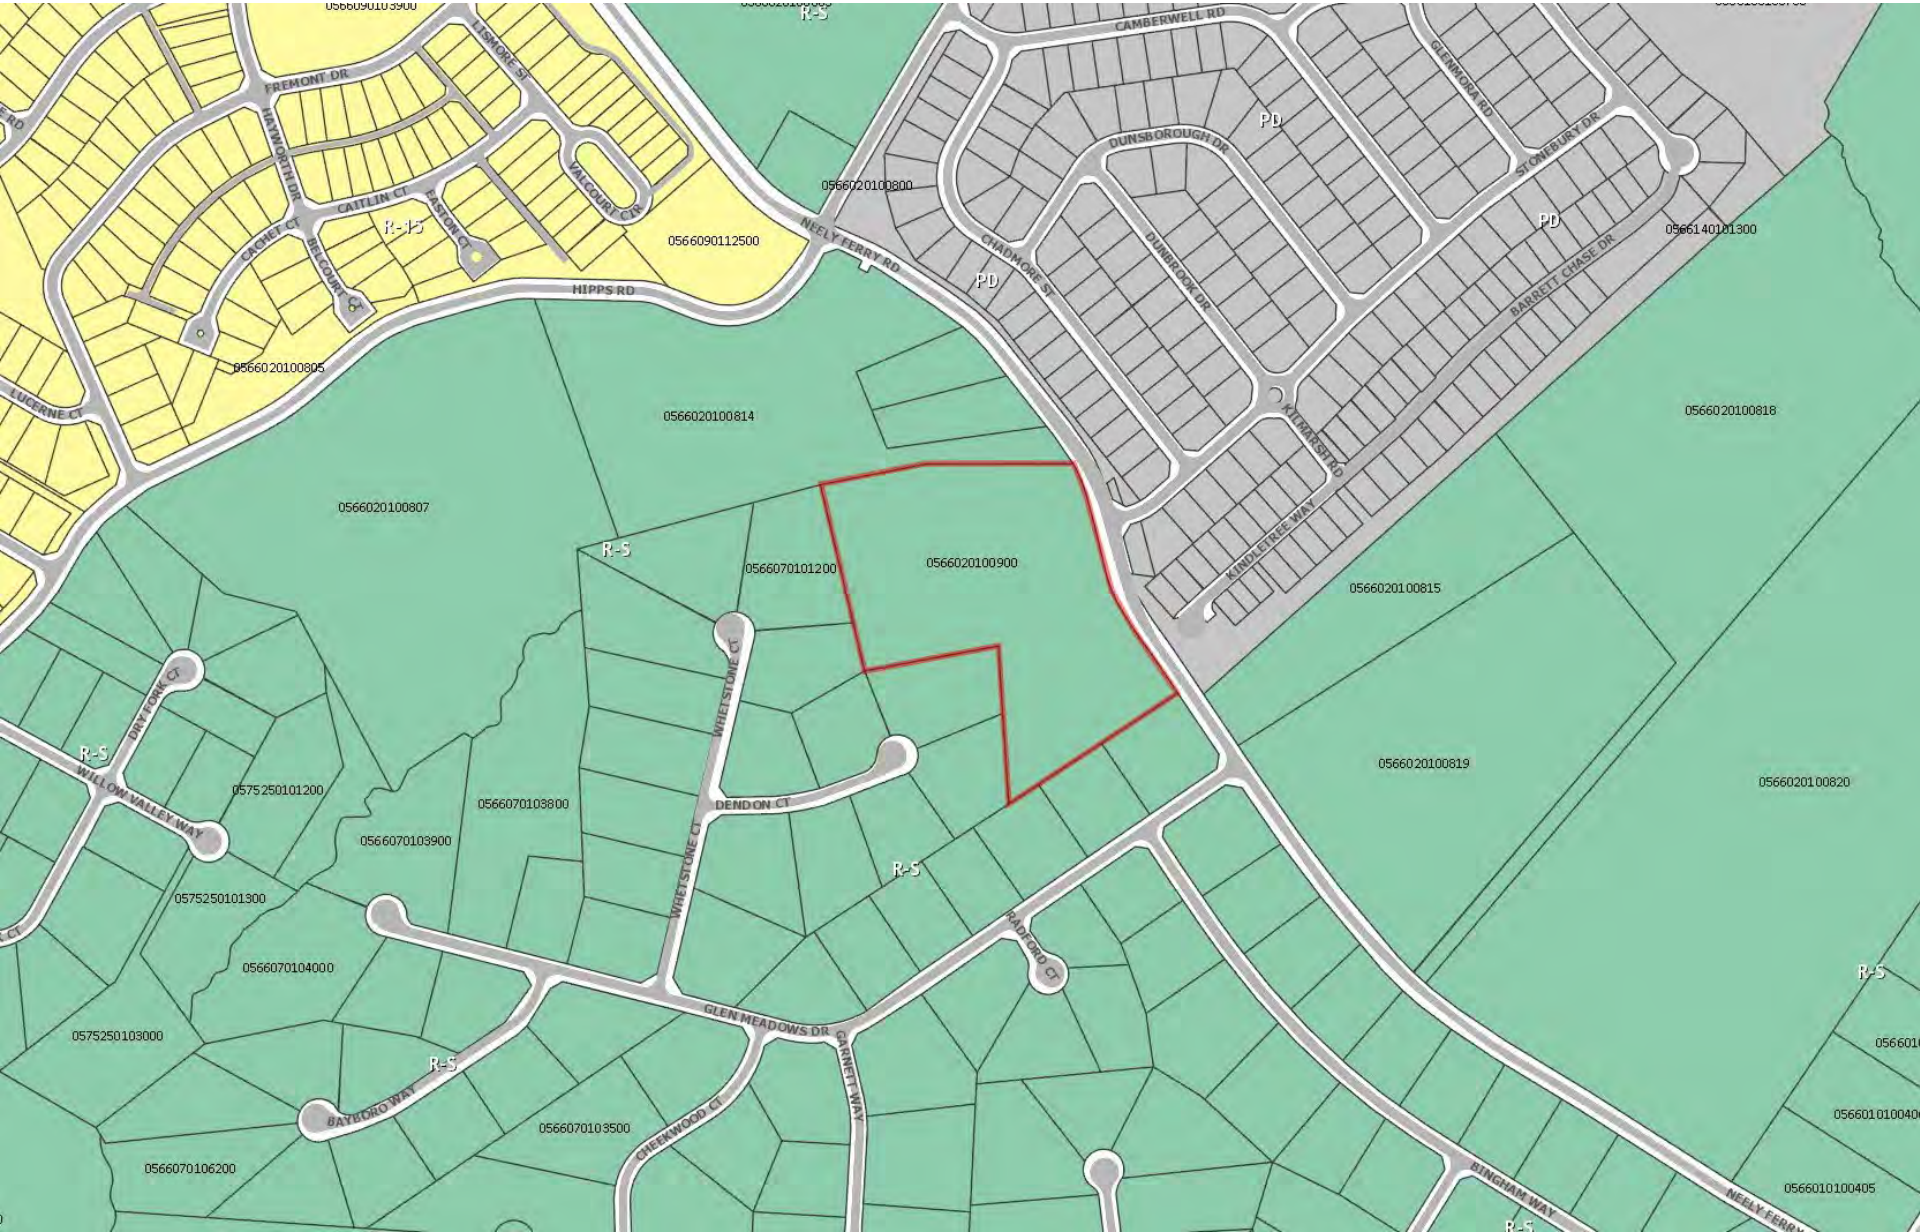 0566090103900
R-S
CAMBERWELL RD
LISMORE ST
GLENMORA RD
FREMONT DR
PD
HAYWORTH DR
DUNSBOROUGH DR
STONEBURY DR
VALCOURT CIR
0566020100800
CAITLIN CT
EASTON CT
R-15
CACHET CT
BELCOURT CT
0566090112500
NEELY FERRY RD
CHADMORE ST
DUNBROOK DR
PD
0566140101300
BARRETT CHASE DR
PD
HIPPS RD
0566020100805
LUCERNE CT
0566020100814
KILMARSH RD
0566020100818
0566020100807
R-S
0566070101200
0566020100900
KINDLETREE WAY
0566020100815
WHETSTONE CT
DRY FORK CT
R-S
WILLOW VALLEY WAY
0575250101200
0566070103800
DENDON CT
0566020100819
0566020100820
0566070103900
WHETSTONE CT
R-S
0575250101300
RADFORD CT
0566070104000
R-S
GLEN MEADOWS DR
GARNETT WAY
0575250103000
R-S
BAYBORO WAY
CHEEKWOOD CT
0566070103500
0566070106200
BINGHAM WAY
NEELY FERRY
0566010100405
R-S